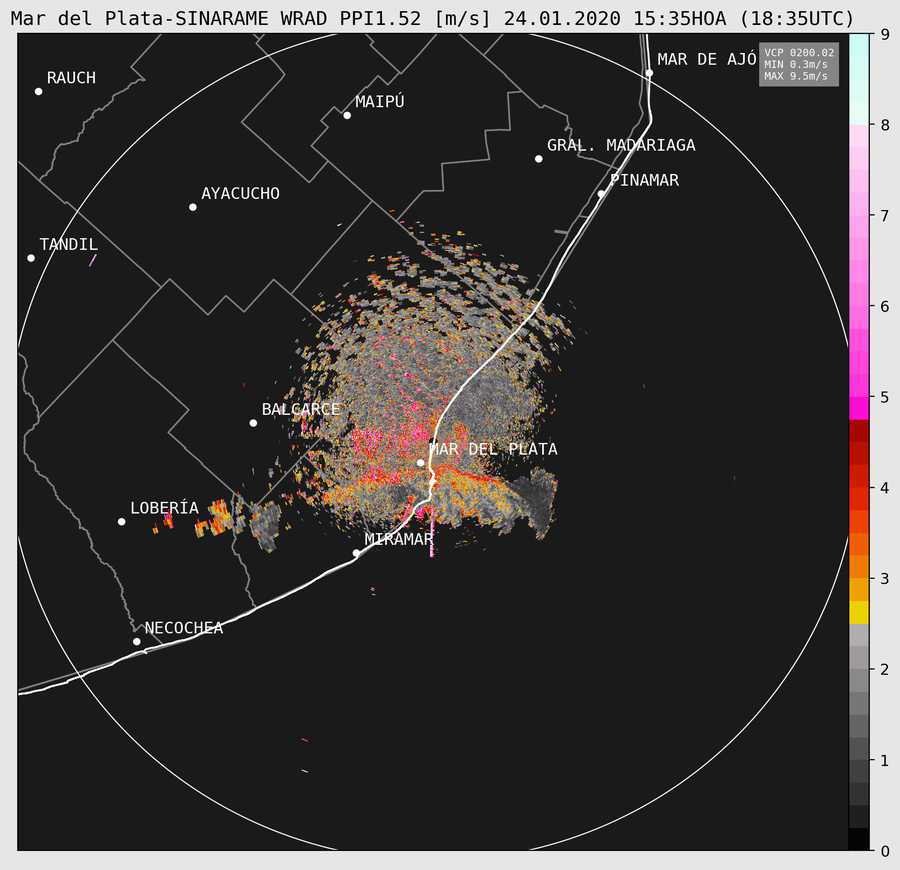 Mar del Plata-SINARAME WRAD PPI1.52 [m/s] 24.01.2020 15:35HOA (18:35UTC)
VCP 0200.02
MIN 0.3m/s
MAX 9.5m/s
MAR DE AJÓ
RAUCH
MAIPÚ
GRAL. MADARIAGA
PINAMAR
AYACUCHO
TANDIL
BALCARCE
MAR DEL PLATA
LOBERÍA
MIRAMAR
NECOCHEA
9
8
7
6
5
4
3
2
1
0